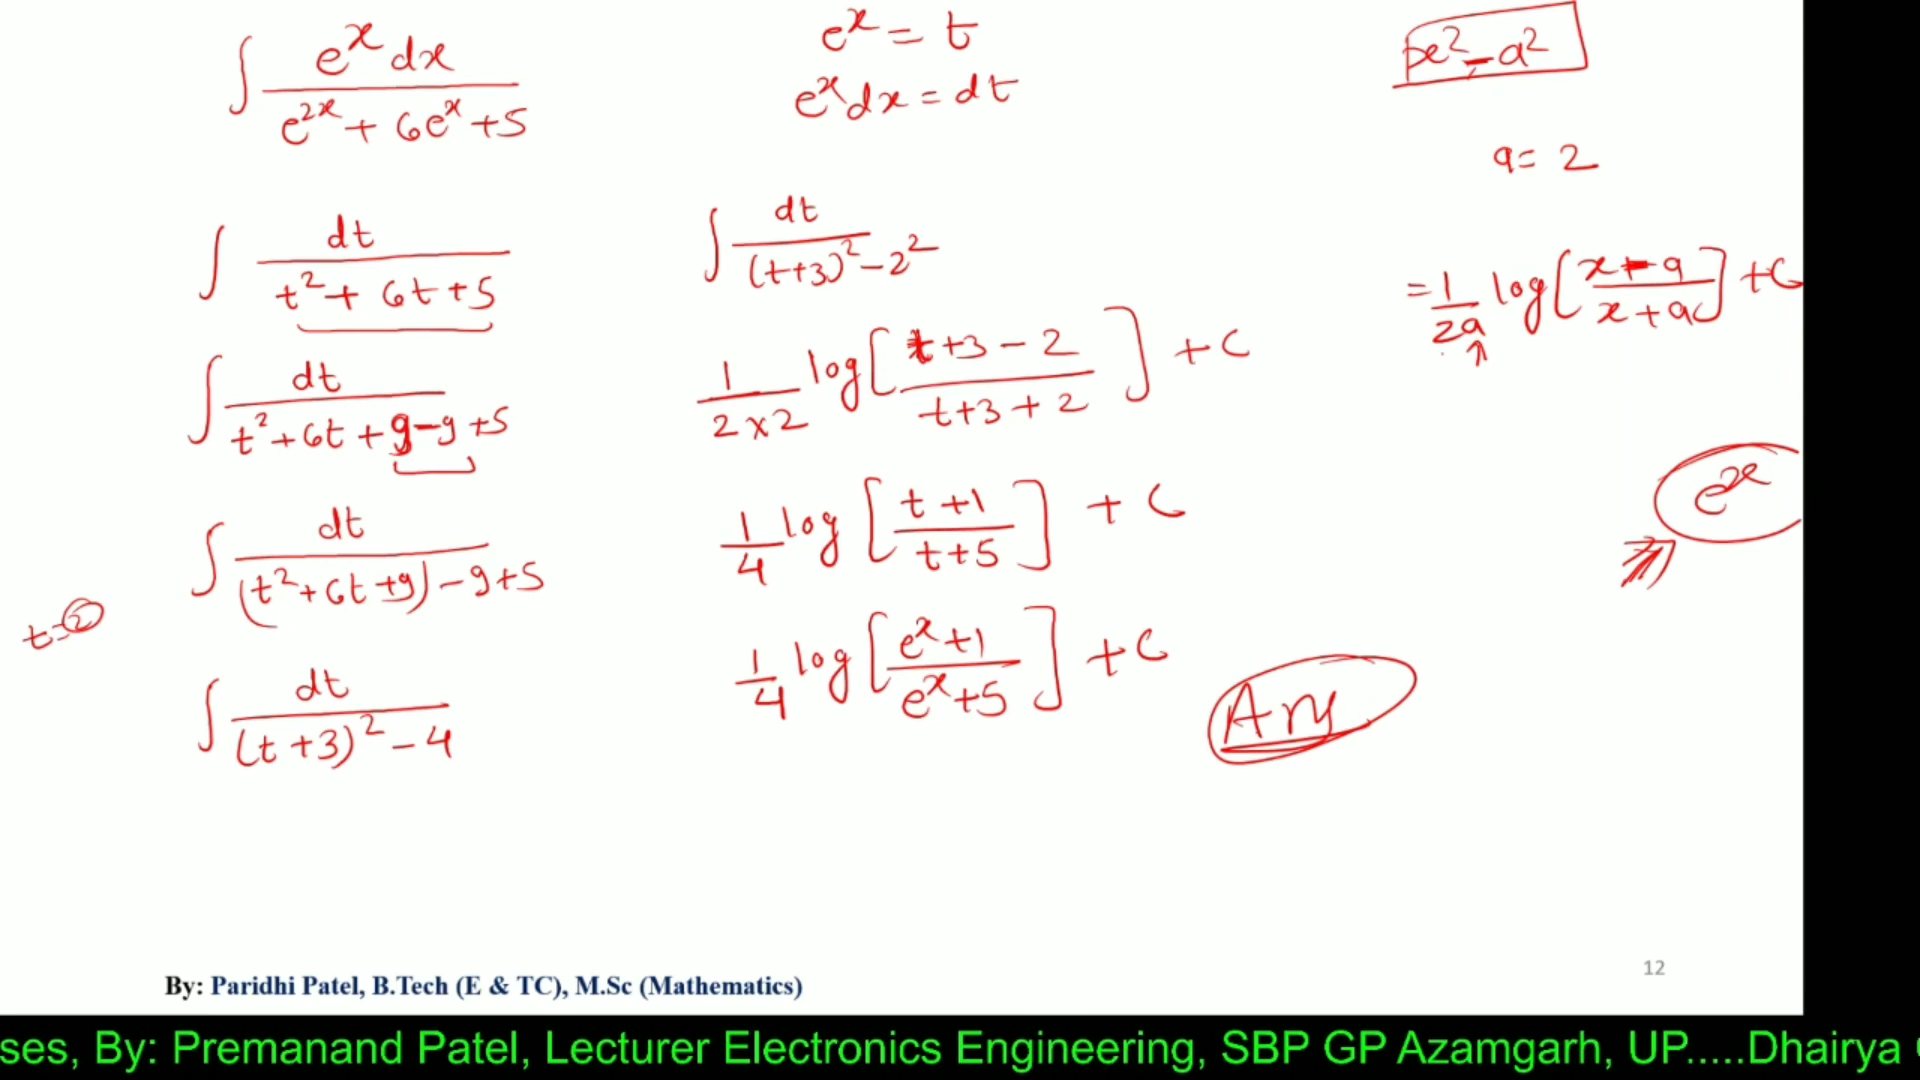 ∫ e^x dx / (e^2x + 6e^x + 5)
e^x = t
e^x dx = dt
∫ dt / (t² + 6t + 5)
∫ dt / (t² + 6t + 9 - 9 + 5)
∫ dt / ((t² + 6t + 9) - 9 + 5)
t = 2
∫ dt / ((t + 3)² - 4)
∫ dt / ((t+3)² - 2²)
1/(2×2) log[(t+3-2)/(t+3+2)] + C
1/4 log[(t+1)/(t+5)] + C
1/4 log[(e^x+1)/(e^x+5)] + C
Ans
x² - a²
a = 2
= 1/2a log[(x-a)/(x+a)] + C
e^x
By: Paridhi Patel, B.Tech (E & TC), M.Sc (Mathematics)
12
ses, By: Premanand Patel, Lecturer Electronics Engineering, SBP GP Azamgarh, UP.....Dhairya